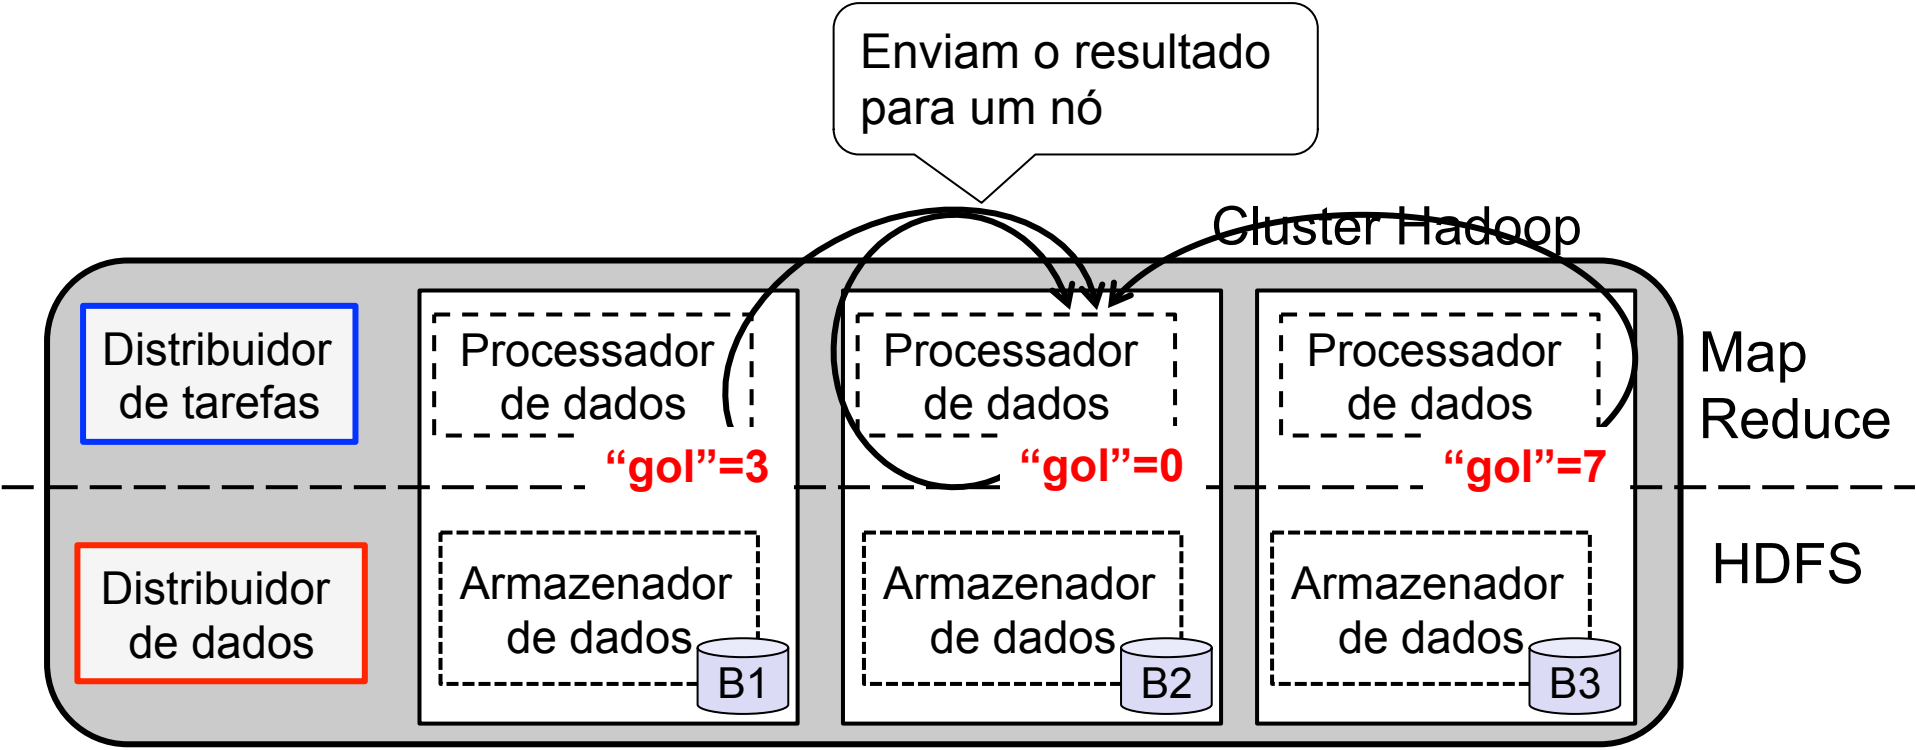 Enviam o resultado
para um nó
Cluster Hadoop
Distribuidor
de tarefas
Processador
de dados
“gol”=3
Processador
de dados
“gol”=0
Processador
de dados
“gol”=7
Map
Reduce
Distribuidor
de dados
Armazenador
de dados
B1
Armazenador
de dados
B2
Armazenador
de dados
B3
HDFS